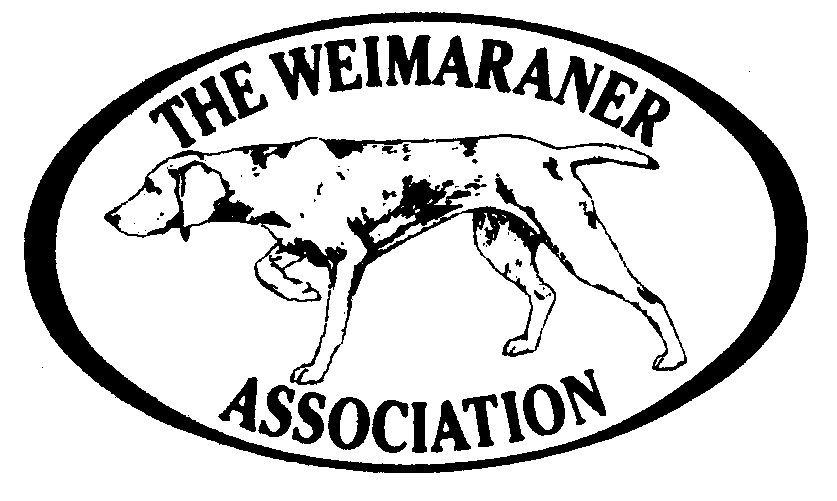 THE WEIMARANER
ASSOCIATION